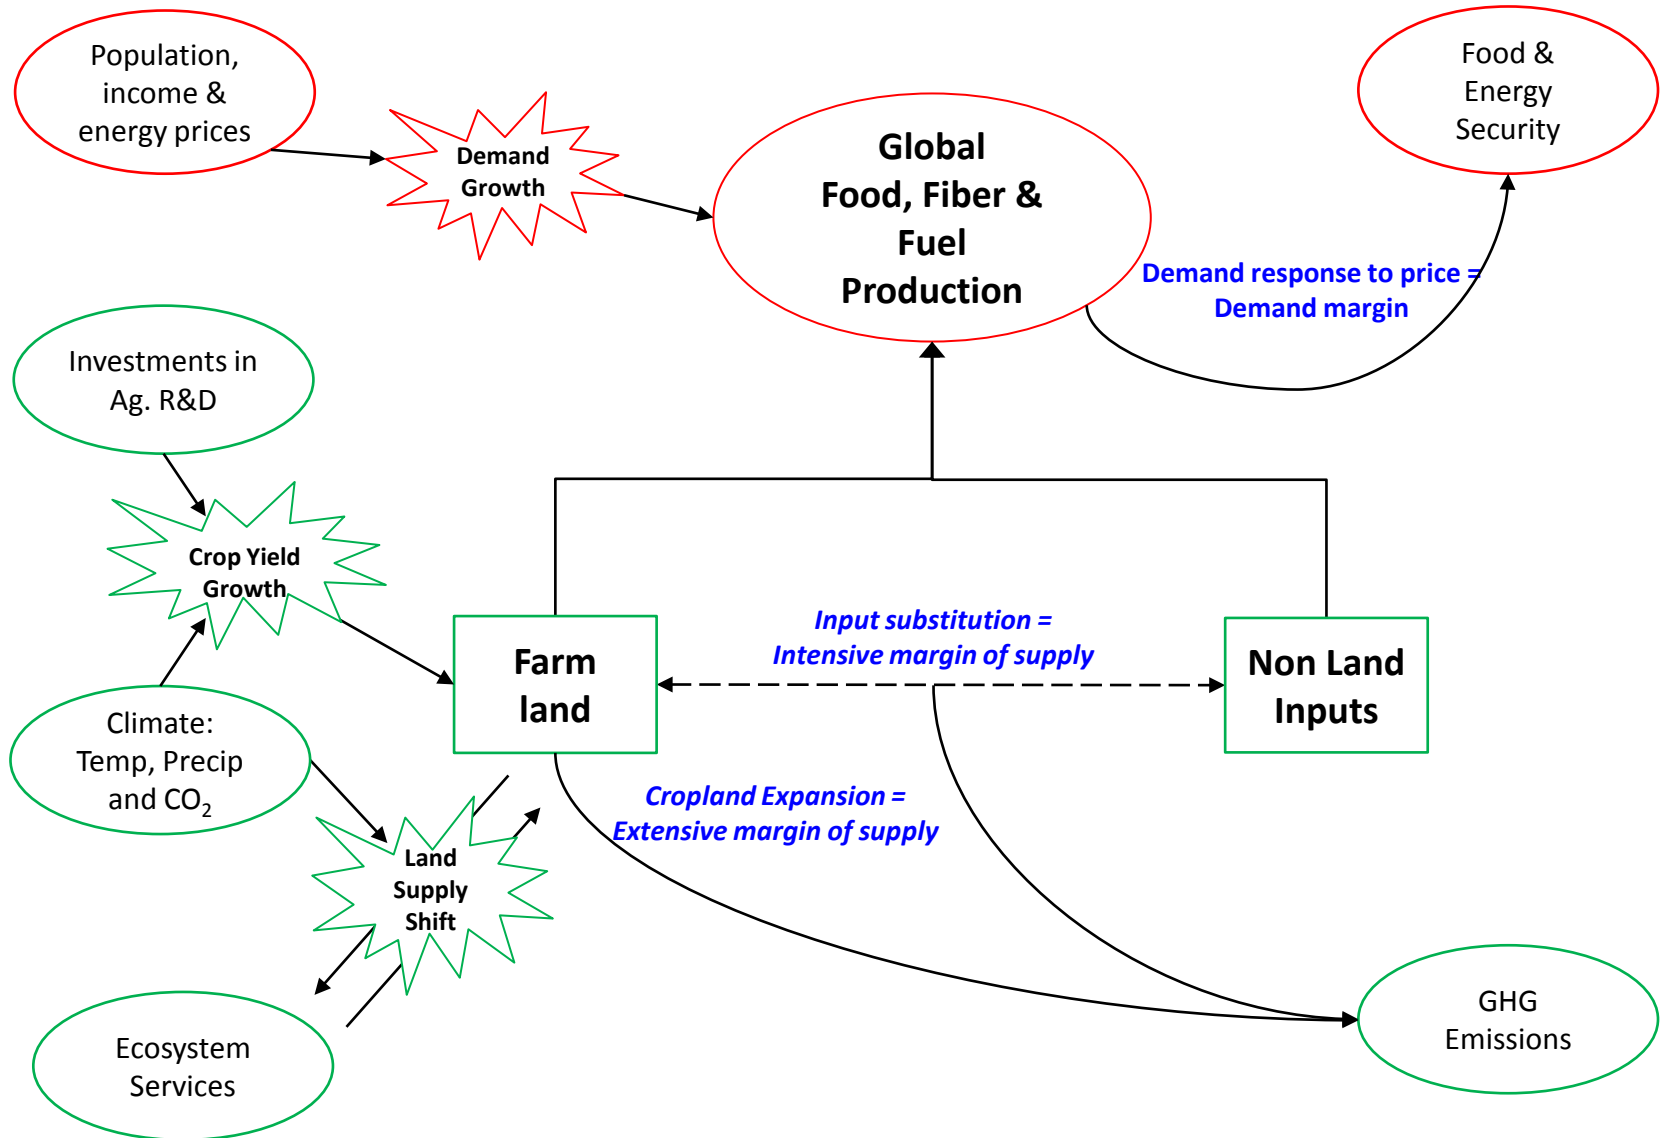 Population,
income &
energy prices
Demand
Growth
Global
Food, Fiber &
Fuel
Production
Food &
Energy
Security
Demand response to price =
Demand margin
Investments in
Ag. R&D
Crop Yield
Growth
Farm
land
Input substitution =
Intensive margin of supply
Non Land
Inputs
Climate:
Temp, Precip
and CO₂
Cropland Expansion =
Extensive margin of supply
Land
Supply
Shift
Ecosystem
Services
GHG
Emissions